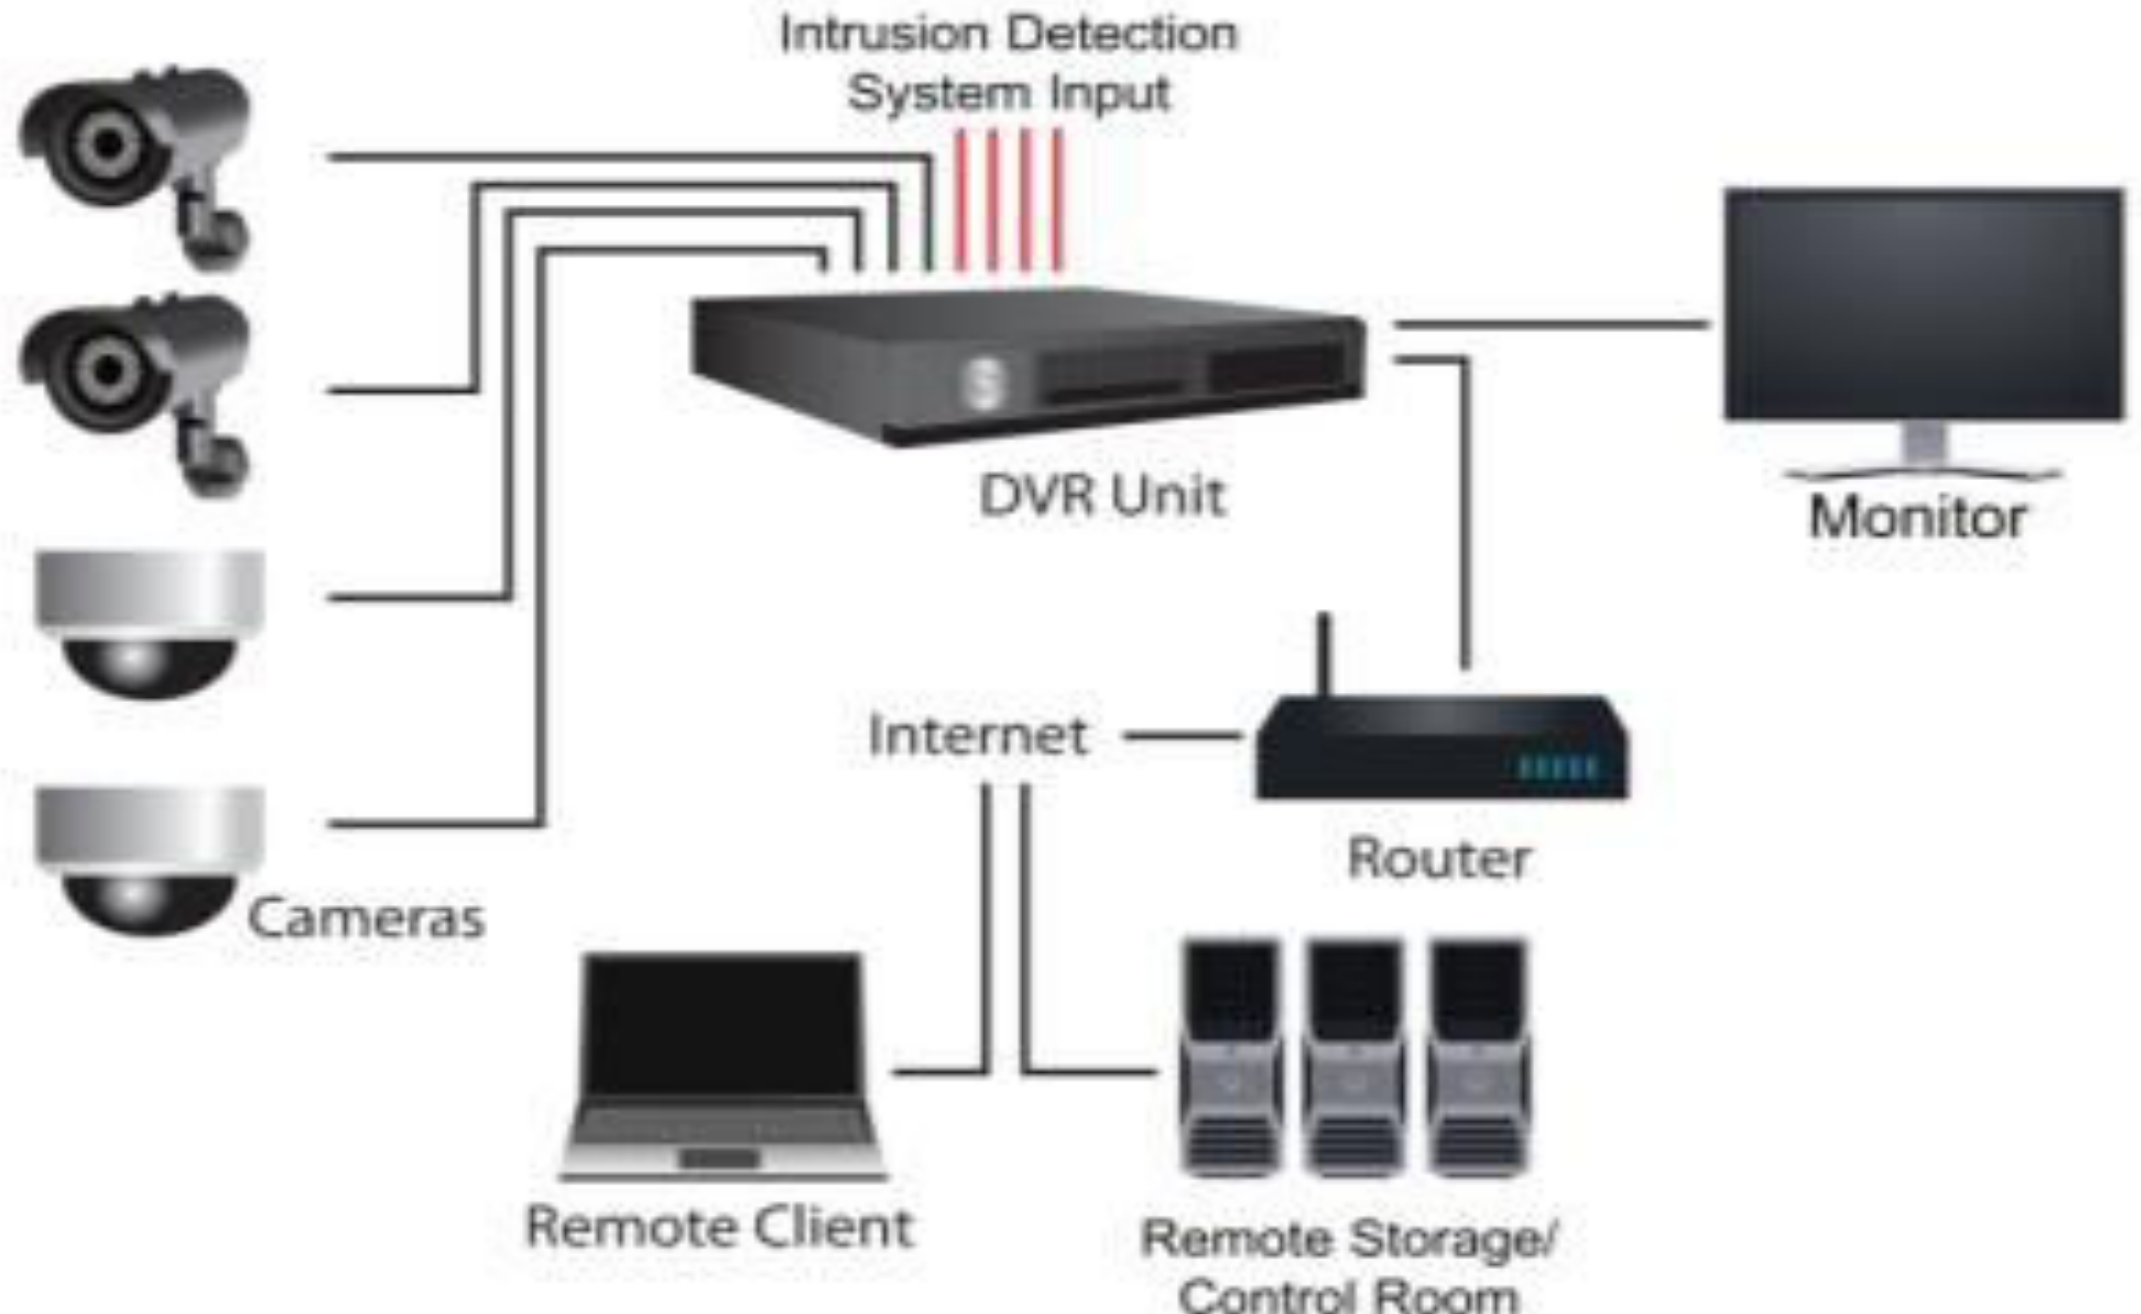 Intrusion Detection
System Input
DVR Unit
Monitor
Internet
Router
Cameras
Remote Client
Remote Storage/
Control Room